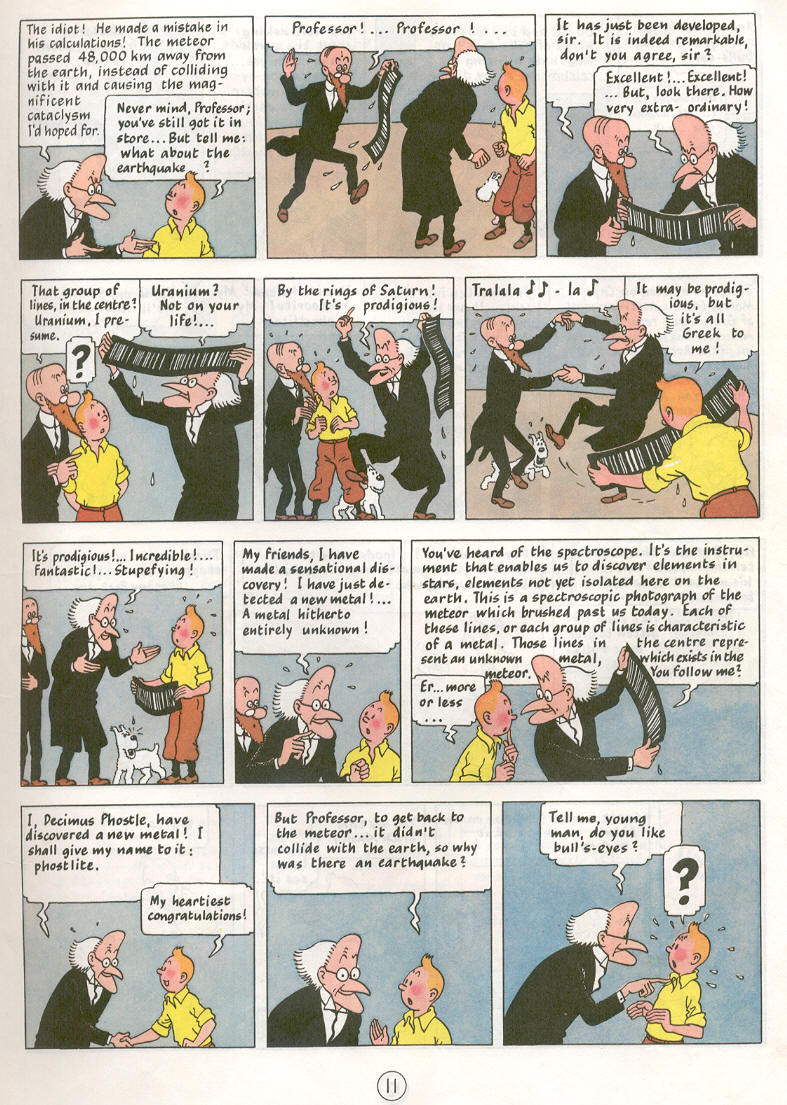 The idiot! He made a mistake in
his calculations! The meteor
passed 48,000 km away from
the earth, instead of colliding
with it and causing the mag-
nificent
cataclysm
I'd hoped for.
Never mind, Professor;
you've still got it in
store... But tell me:
what about the
earthquake ?
Professor! ... Professor ! ...
It has just been developed,
sir. It is indeed remarkable,
don't you agree, sir ?
Excellent !...Excellent!
... But, look there. How
very extra- ordinary!
That group of
lines, in the centre?
Uranium, I pre-
sume.
?
Uranium?
Not on your
life!...
By the rings of Saturn!
It's prodigious!
Tralala ♪♪ - la ♪
It may be prodig-
ious, but
it's all
Greek to
me !
It's prodigious!... Incredible!...
Fantastic!... Stupefying!
My friends, I have
made a sensational dis-
covery! I have just de-
tected a new metal!...
A metal hitherto
entirely unknown!
You've heard of the spectroscope. It's the instru-
ment that enables us to discover elements in
stars, elements not yet isolated here on the
earth. This is a spectroscopic photograph of the
meteor which brushed past us today. Each of
these lines, or each group of lines is characteristic
of a metal. Those lines in the centre repre-
sent an unknown metal, which exists in the
meteor. You follow me?
Er...more
or less
...
I, Decimus Phostle, have
discovered a new metal! I
shall give my name to it:
phostlite.
My heartiest
congratulations!
But Professor, to get back to
the meteor... it didn't
collide with the earth, so why
was there an earthquake?
Tell me, young
man, do you like
bull's-eyes?
?
11